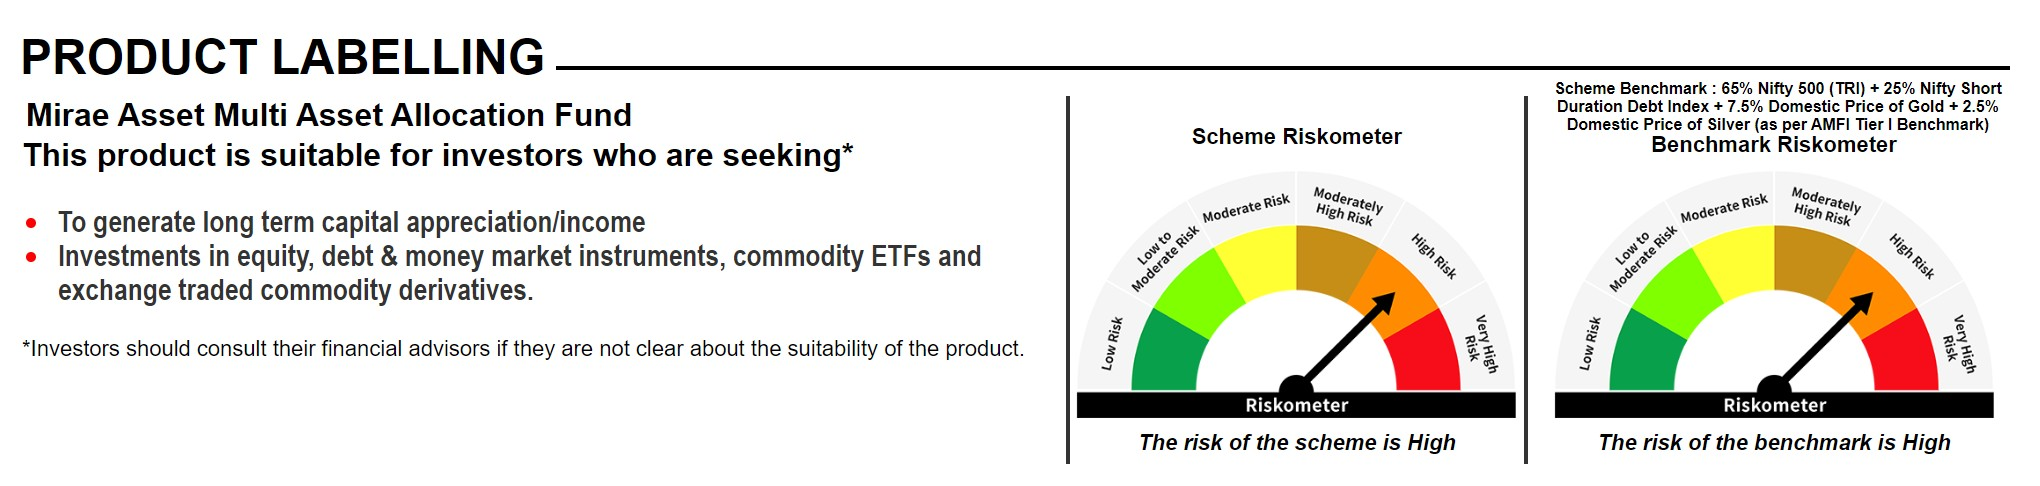 PRODUCT LABELLING
Mirae Asset Multi Asset Allocation Fund
This product is suitable for investors who are seeking*
To generate long term capital appreciation/income
Investments in equity, debt & money market instruments, commodity ETFs and
exchange traded commodity derivatives.
*Investors should consult their financial advisors if they are not clear about the suitability of the product.
Scheme Riskometer
Low Risk
Low to
Moderate Risk
Moderate Risk
Moderately
High Risk
High Risk
Very High
Risk
Riskometer
The risk of the scheme is High
Scheme Benchmark : 65% Nifty 500 (TRI) + 25% Nifty Short
Duration Debt Index + 7.5% Domestic Price of Gold + 2.5%
Domestic Price of Silver (as per AMFI Tier I Benchmark)
Benchmark Riskometer
Low Risk
Low to
Moderate Risk
Moderate Risk
Moderately
High Risk
High Risk
Very High
Risk
Riskometer
The risk of the benchmark is High